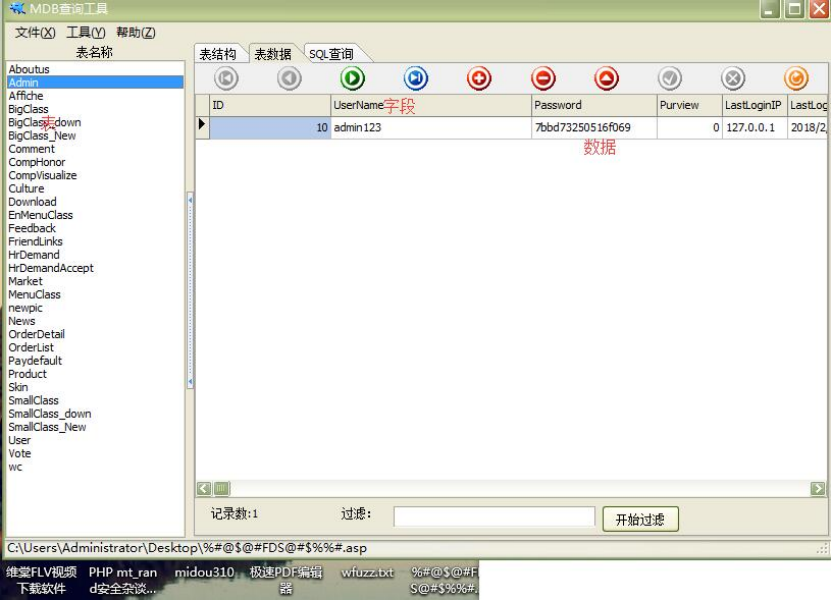 MDB查询工具
文件(X) 工具(Y) 帮助(Z)
表名称
表结构 表数据 SQL查询
Aboutus
Admin
Affiche
BigClass
BigClass_down
表
BigClass_New
Comment
CompHonor
CompVisualize
Culture
Download
EnMenuClass
Feedback
FriendLinks
HrDemand
HrDemandAccept
Market
MenuClass
newpic
News
OrderDetail
OrderList
Paydefault
Product
Skin
SmallClass
SmallClass_down
SmallClass_New
User
Vote
wc
ID UserName 字段 Password Purview LastLoginIP LastLog
10 admin123 7bbd73250516f069 0 127.0.0.1 2018/2,
数据
记录数:1 过滤: 开始过滤
C:\Users\Administrator\Desktop\%#@$@#FDS@#$%%#.asp
维棠FLV视频下载软件
PHP mt_rand安全杂谈...
midou310
极速PDF编辑器
wfuzz.txt
%#@$@#F
S@#$%%#.